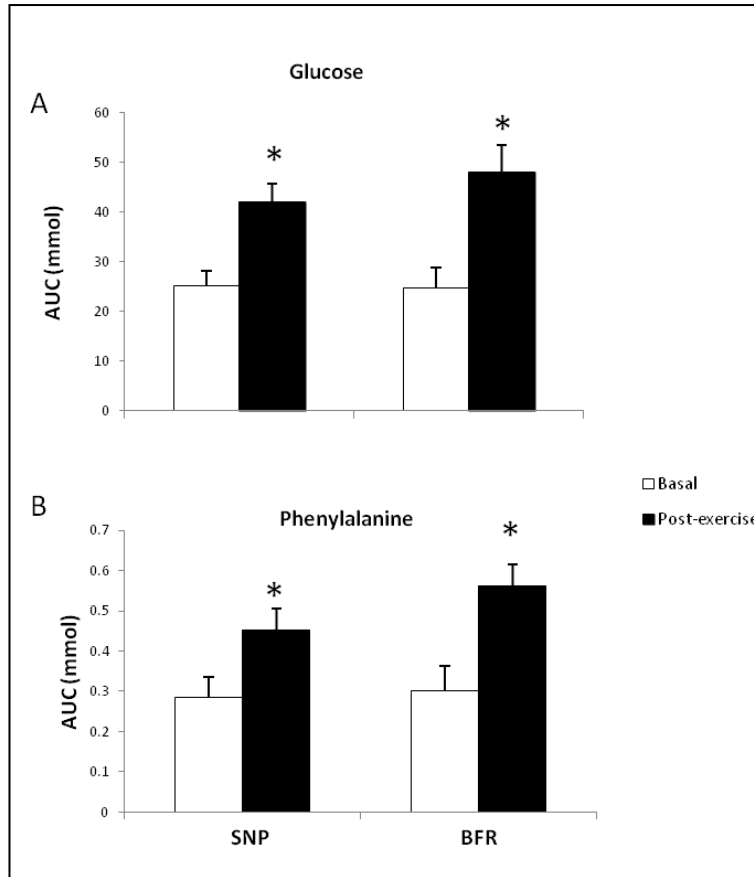 Glucose
A
60
50
40
30
20
10
0
AUC (mmol)
* *
Basal
Post-exercise
B
Phenylalanine
0.7
0.6
0.5
0.4
0.3
0.2
0.1
0
AUC (mmol)
* *
SNP BFR